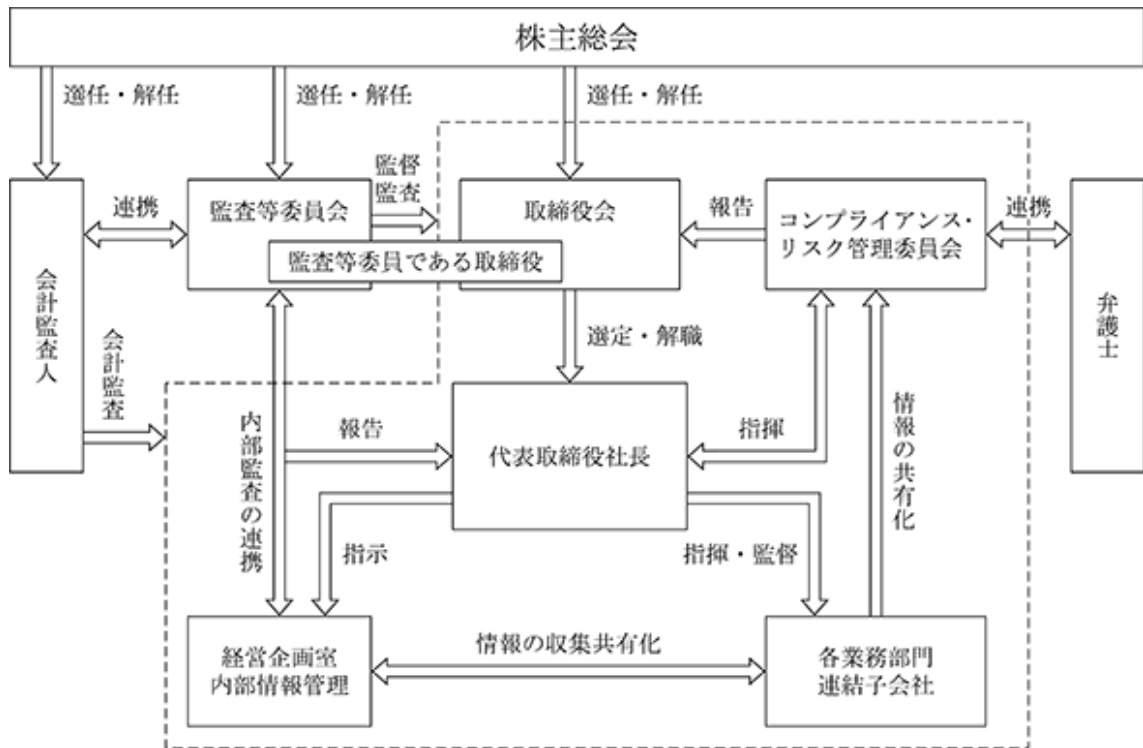 株主総会
選任・解任
選任・解任
選任・解任
監督
監査
連携
監査等委員会
取締役会
報告
コンプライアンス・
リスク管理委員会
連携
監査等委員である取締役
会計監査人
弁護士
選定・解職
会計監査
内部監査の連携
報告
代表取締役社長
指揮
情報の共有化
指示
指揮・監督
経営企画室
内部情報管理
情報の収集共有化
各業務部門
連結子会社